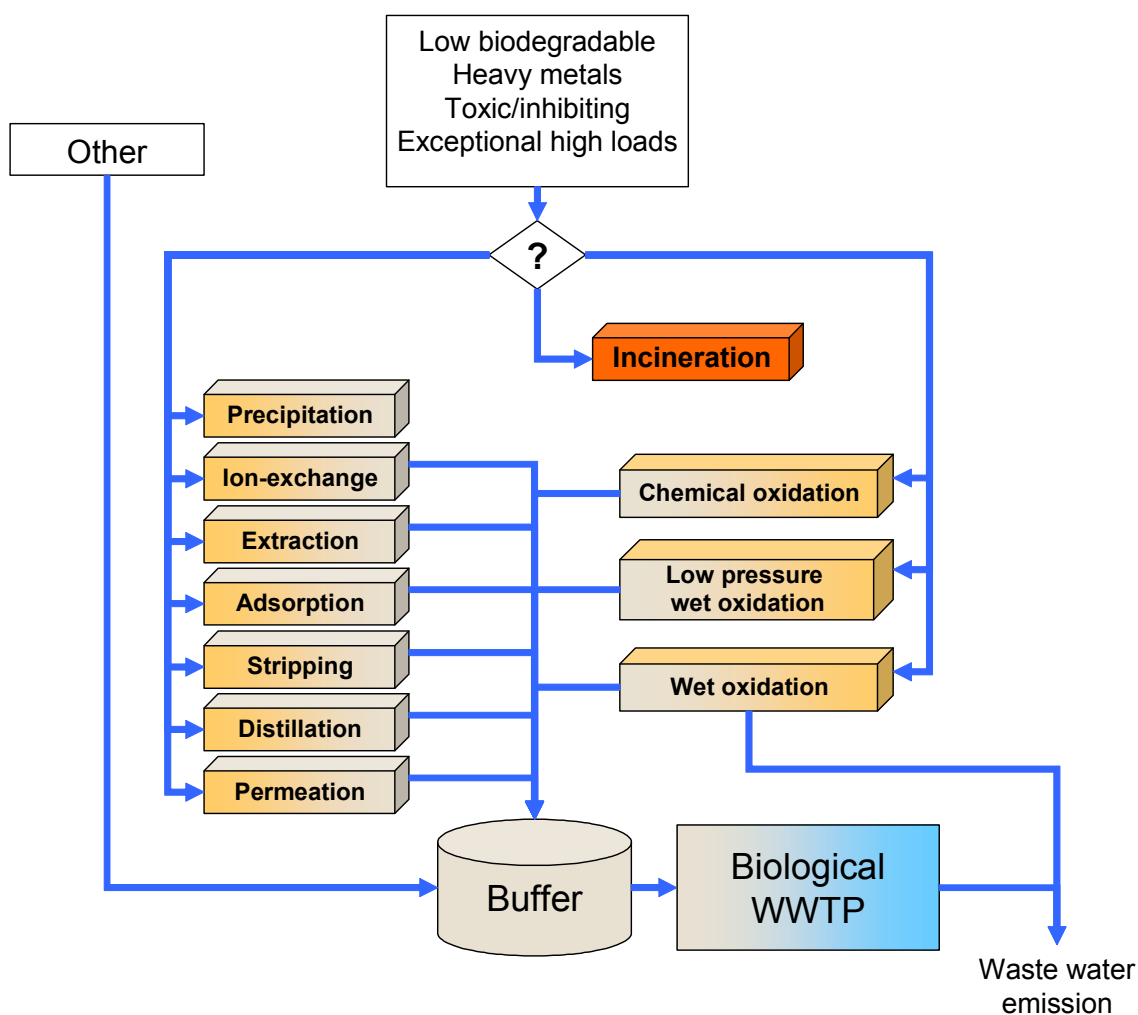 Low biodegradable
Heavy metals
Toxic/inhibiting
Exceptional high loads
Other
?
Incineration
Precipitation
Ion-exchange
Extraction
Adsorption
Stripping
Distillation
Permeation
Chemical oxidation
Low pressure
wet oxidation
Wet oxidation
Buffer
Biological
WWTP
Waste water
emission